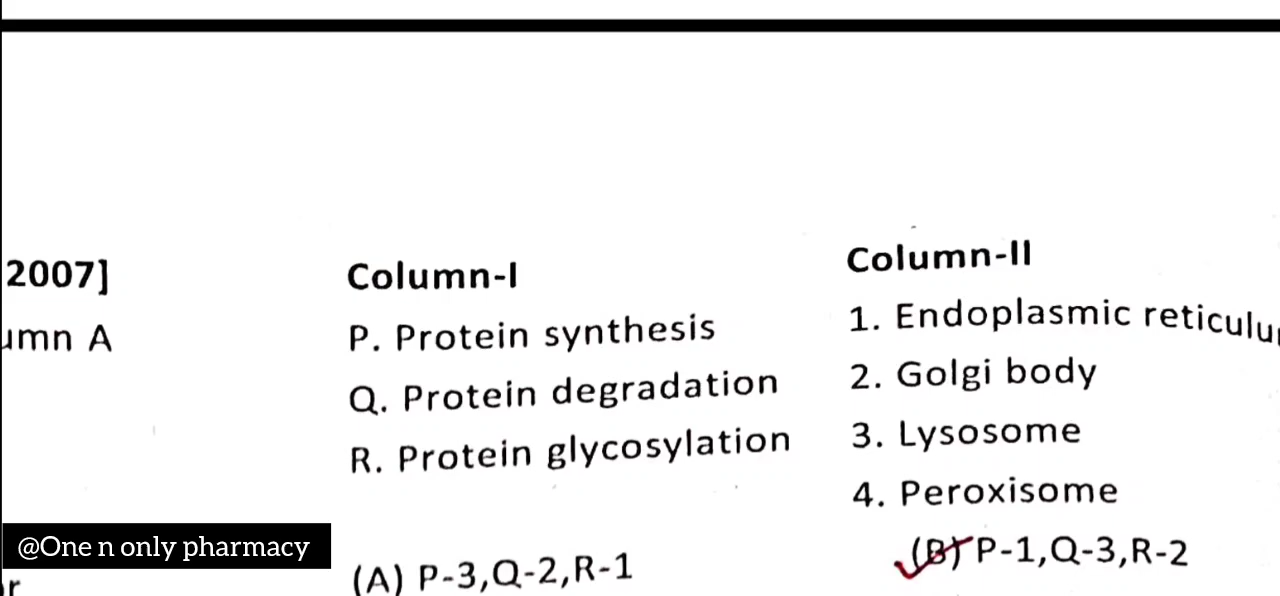 2007]
umn A
Column-I
P. Protein synthesis
Q. Protein degradation
R. Protein glycosylation
Column-II
1. Endoplasmic reticulu
2. Golgi body
3. Lysosome
4. Peroxisome
(A) P-3,Q-2,R-1
(B) P-1,Q-3,R-2
@One n only pharmacy